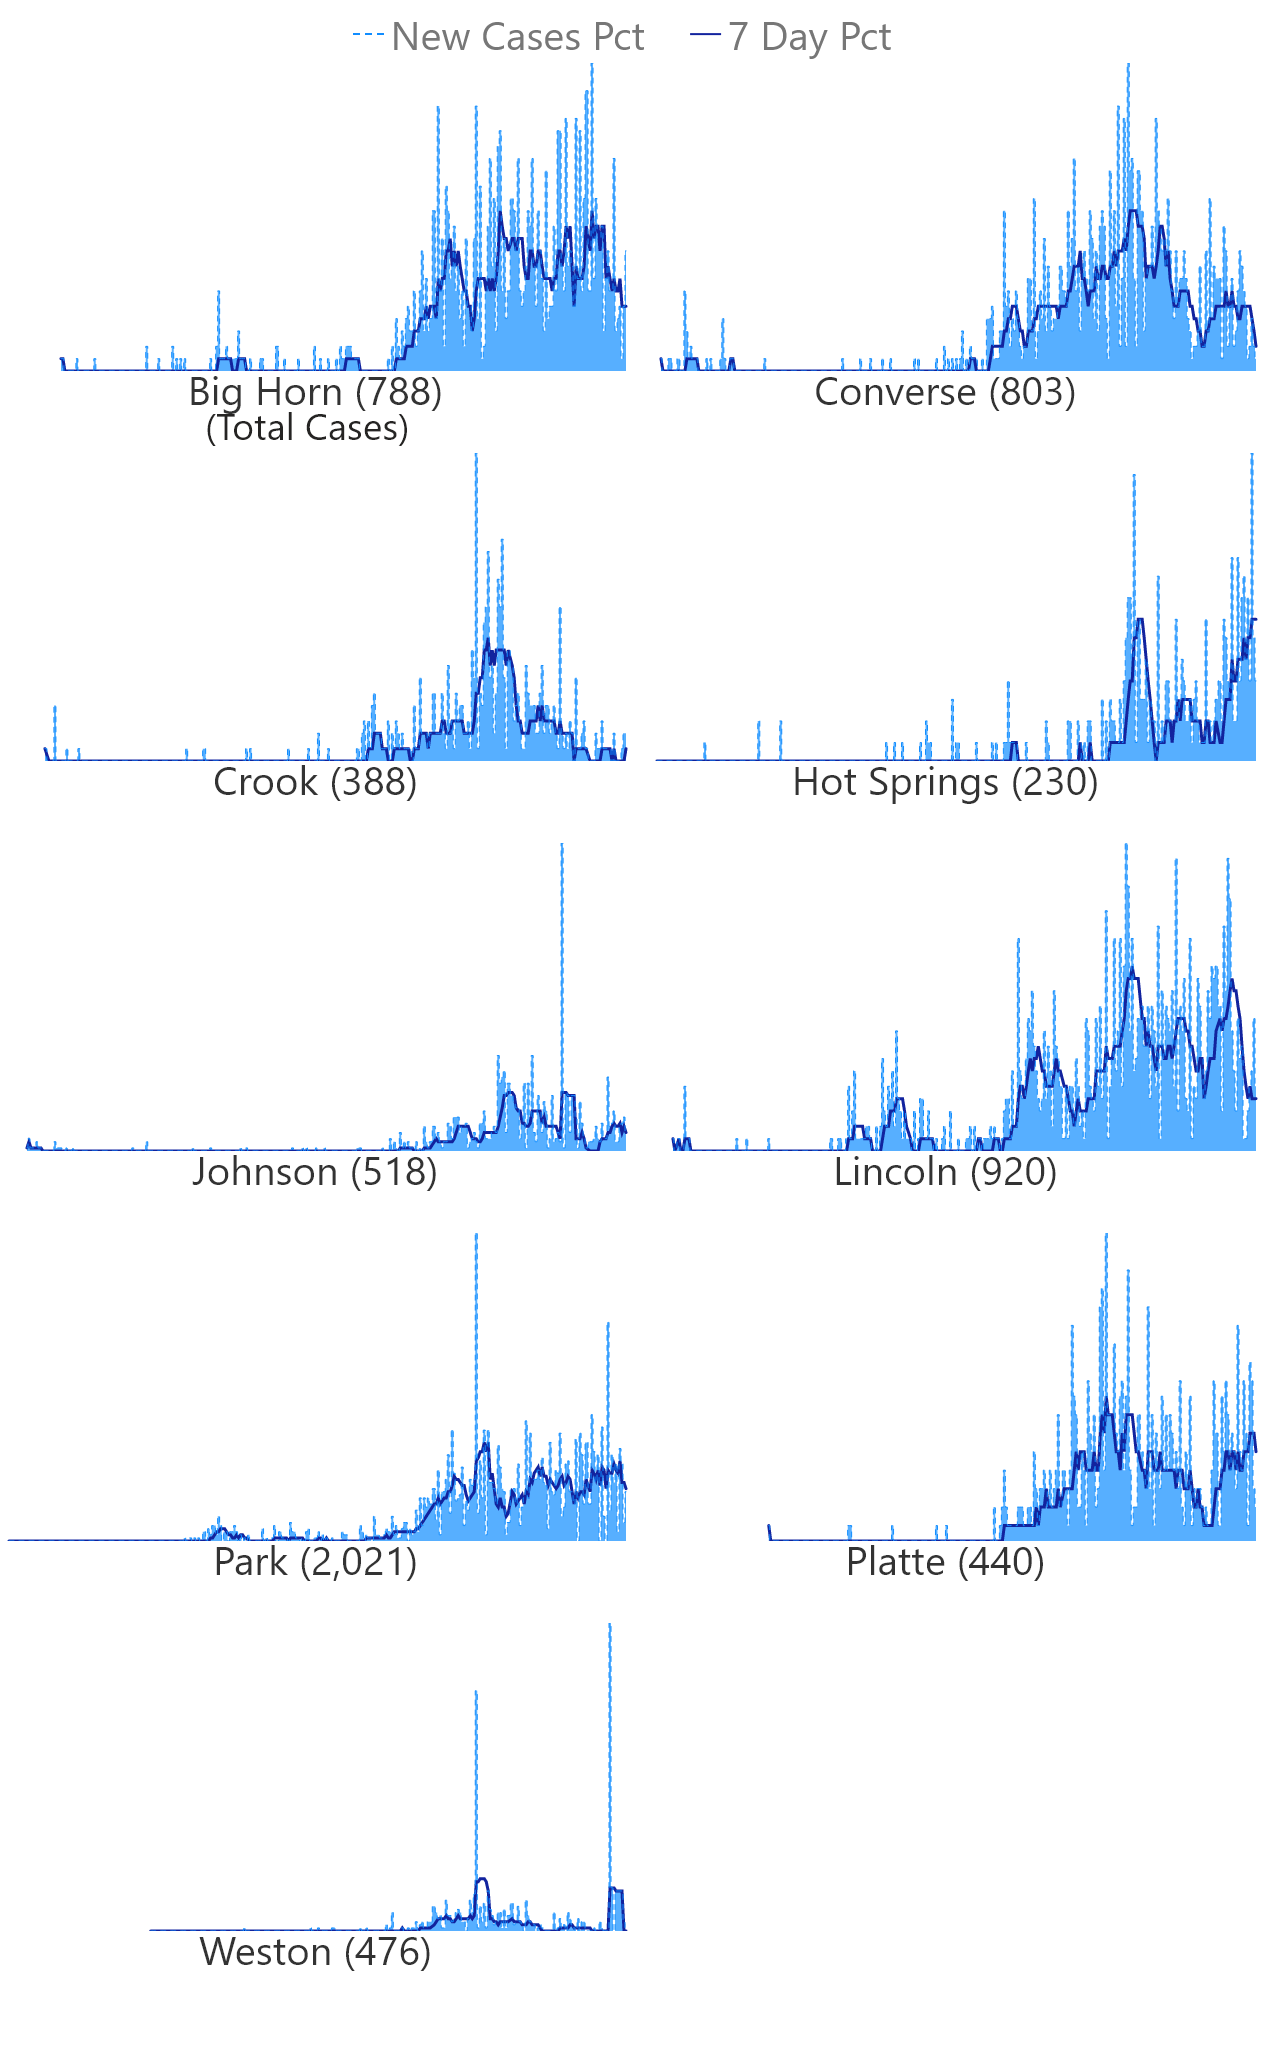 New Cases Pct 7 Day Pct
Big Horn (788) Converse (803)
(Total Cases)
Crook (388) Hot Springs (230)
Johnson (518) Lincoln (920)
Park (2,021) Platte (440)
Weston (476)